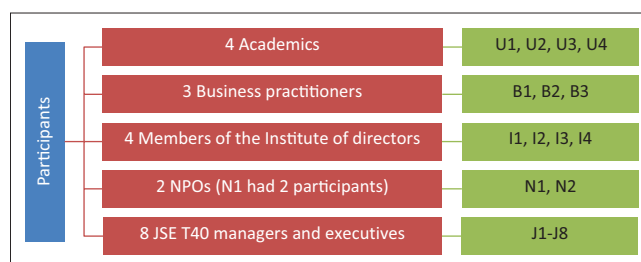 Participants
4 Academics
U1, U2, U3, U4
3 Business practitioners
B1, B2, B3
4 Members of the Institute of directors
I1, I2, I3, I4
2 NPOs (N1 had 2 participants)
N1, N2
8 JSE T40 managers and executives
J1-J8